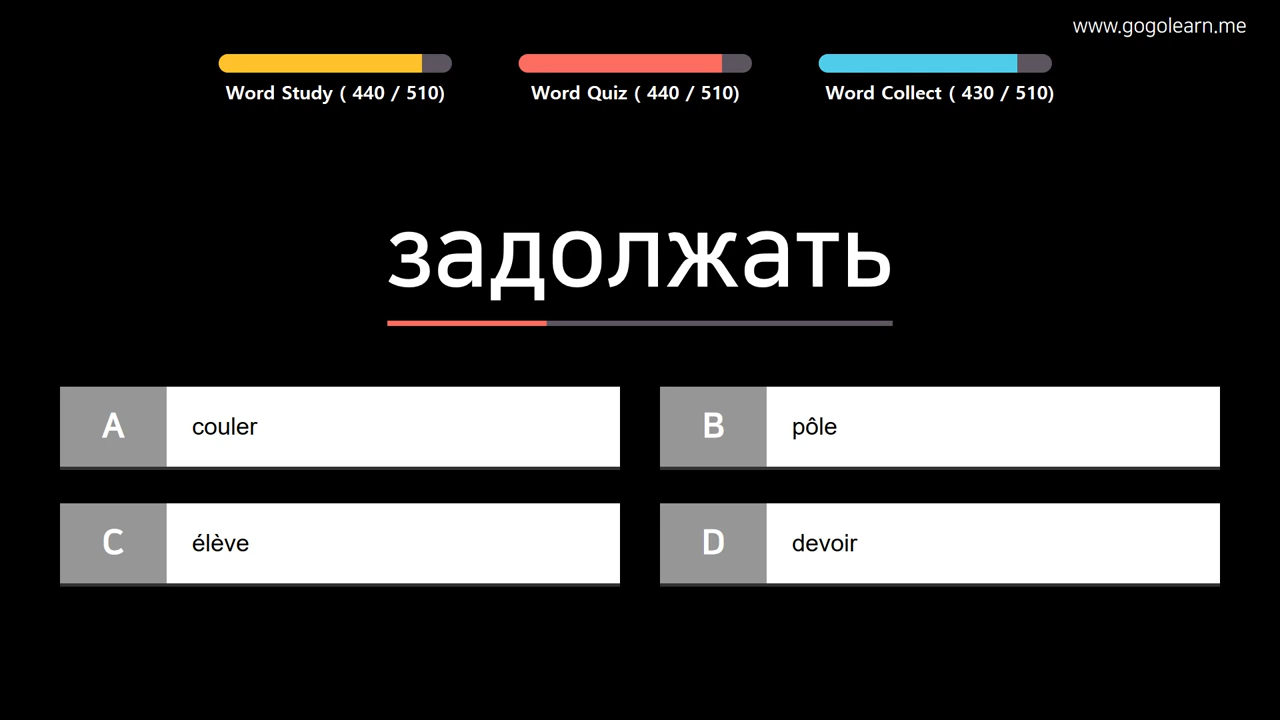 www.gogolearn.me
Word Study ( 440 / 510)
Word Quiz ( 440 / 510)
Word Collect ( 430 / 510)
задолжать
A couler
B pôle
C élève
D devoir